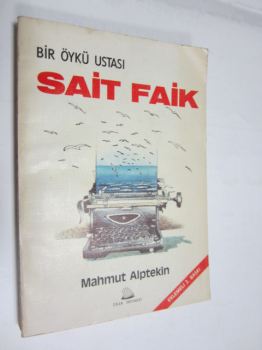 BİR ÖYKÜ USTASI
SAİT FAİK
Mahmut Alptekin